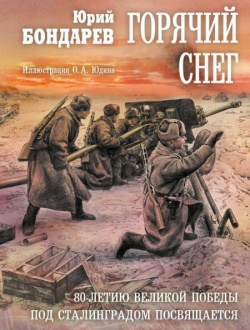 Юрий
БОНДАРЕВ
ГОРЯЧИЙ
СНЕГ
Иллюстрации О. А. Юдина
80-ЛЕТИЮ ВЕЛИКОЙ ПОБЕДЫ
ПОД СТАЛИНГРАДОМ ПОСВЯЩАЕТСЯ